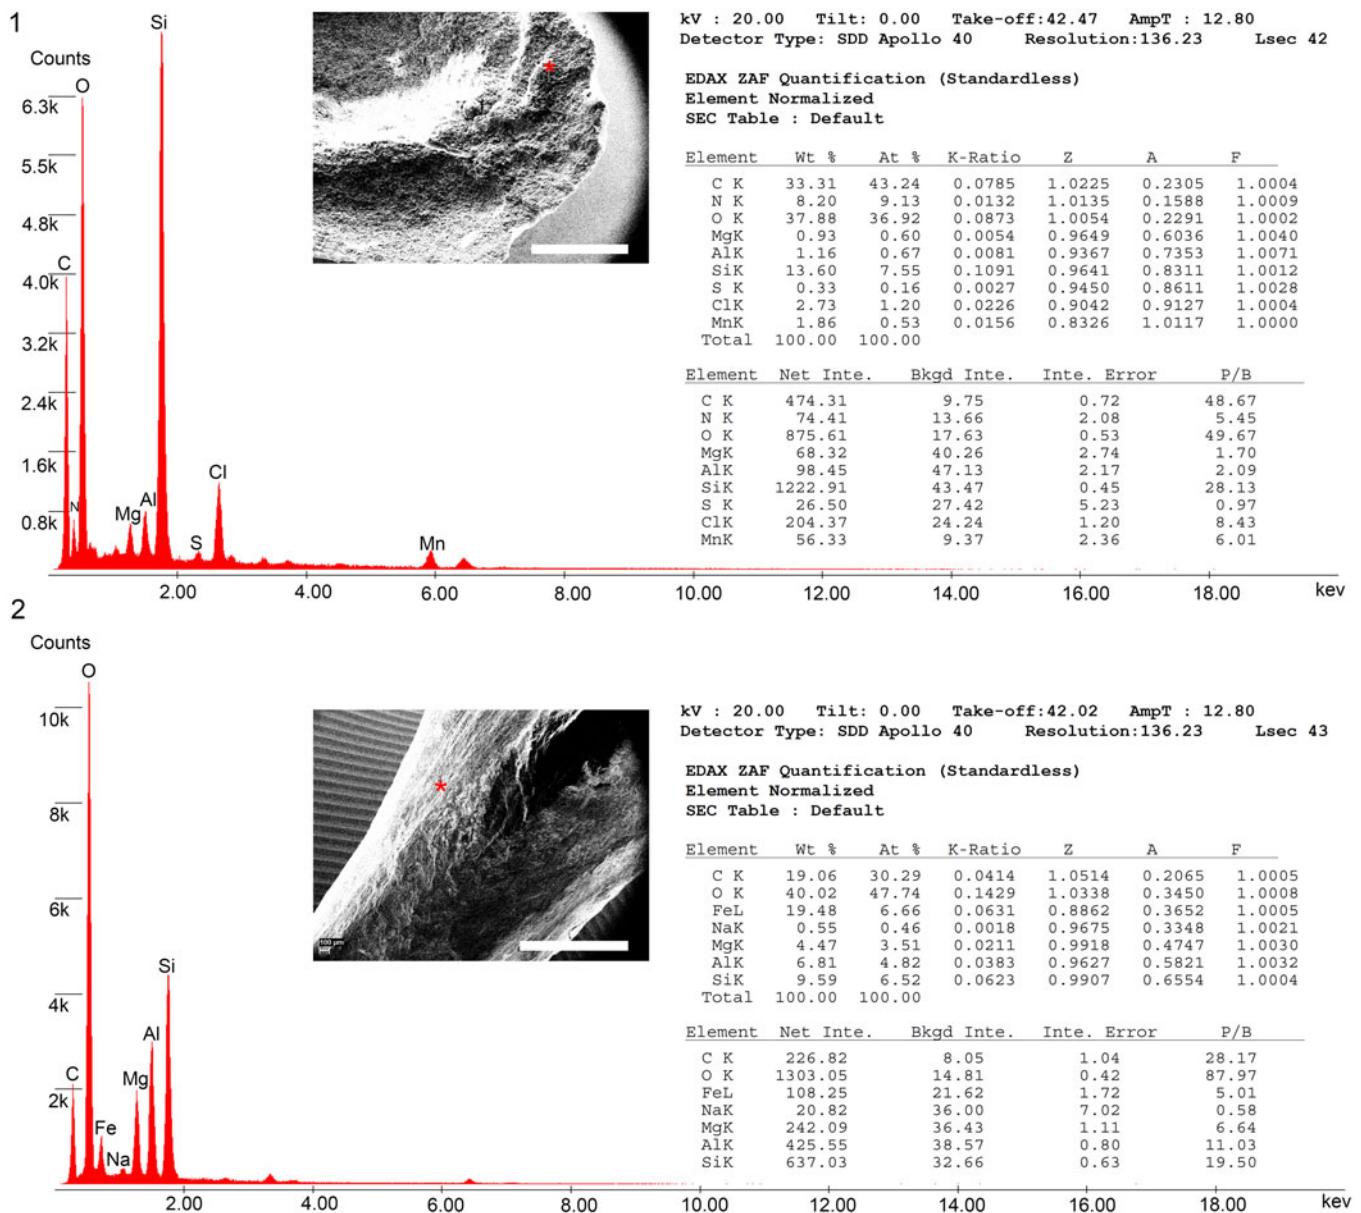 1
Counts
6.3k
5.5k
4.8k
4.0k
3.2k
2.4k
1.6k
0.8k
C
N
O
Mg
Al
Si
S
Cl
Mn
2.00 4.00 6.00 8.00 10.00 12.00 14.00 16.00 18.00 kev
*
kV : 20.00 Tilt: 0.00 Take-off:42.47 AmpT : 12.80
Detector Type: SDD Apollo 40 Resolution:136.23 Lsec 42
EDAX ZAF Quantification (Standardless)
Element Normalized
SEC Table : Default
Element Wt % At % K-Ratio Z A F
C K 33.31 43.24 0.0785 1.0225 0.2305 1.0004
N K 8.20 9.13 0.0132 1.0135 0.1588 1.0009
O K 37.88 36.92 0.0873 1.0054 0.2291 1.0002
MgK 0.93 0.60 0.0054 0.9649 0.6036 1.0040
AlK 1.16 0.67 0.0081 0.9367 0.7353 1.0071
SiK 13.60 7.55 0.1091 0.9641 0.8311 1.0012
S K 0.33 0.16 0.0027 0.9450 0.8611 1.0028
ClK 2.73 1.20 0.0226 0.9042 0.9127 1.0004
MnK 1.86 0.53 0.0156 0.8326 1.0117 1.0000
Total 100.00 100.00
Element Net Inte. Bkgd Inte. Inte. Error P/B
C K 474.31 9.75 0.72 48.67
N K 74.41 13.66 2.08 5.45
O K 875.61 17.63 0.53 49.67
MgK 68.32 40.26 2.74 1.70
AlK 98.45 47.13 2.17 2.09
SiK 1222.91 43.47 0.45 28.13
S K 26.50 27.42 5.23 0.97
ClK 204.37 24.24 1.20 8.43
MnK 56.33 9.37 2.36 6.01
2
Counts
10k
8k
6k
4k
2k
C
O
Fe
Na
Mg
Al
Si
2.00 4.00 6.00 8.00 10.00 12.00 14.00 16.00 18.00 kev
*
100 µm
kV : 20.00 Tilt: 0.00 Take-off:42.02 AmpT : 12.80
Detector Type: SDD Apollo 40 Resolution:136.23 Lsec 43
EDAX ZAF Quantification (Standardless)
Element Normalized
SEC Table : Default
Element Wt % At % K-Ratio Z A F
C K 19.06 30.29 0.0414 1.0514 0.2065 1.0005
O K 40.02 47.74 0.1429 1.0338 0.3450 1.0008
FeL 19.48 6.66 0.0631 0.8862 0.3652 1.0005
NaK 0.55 0.46 0.0018 0.9675 0.3348 1.0021
MgK 4.47 3.51 0.0211 0.9918 0.4747 1.0030
AlK 6.81 4.82 0.0383 0.9627 0.5821 1.0032
SiK 9.59 6.52 0.0623 0.9907 0.6554 1.0004
Total 100.00 100.00
Element Net Inte. Bkgd Inte. Inte. Error P/B
C K 226.82 8.05 1.04 28.17
O K 1303.05 14.81 0.42 87.97
FeL 108.25 21.62 1.72 5.01
NaK 20.82 36.00 7.02 0.58
MgK 242.09 36.43 1.11 6.64
AlK 425.55 38.57 0.80 11.03
SiK 637.03 32.66 0.63 19.50